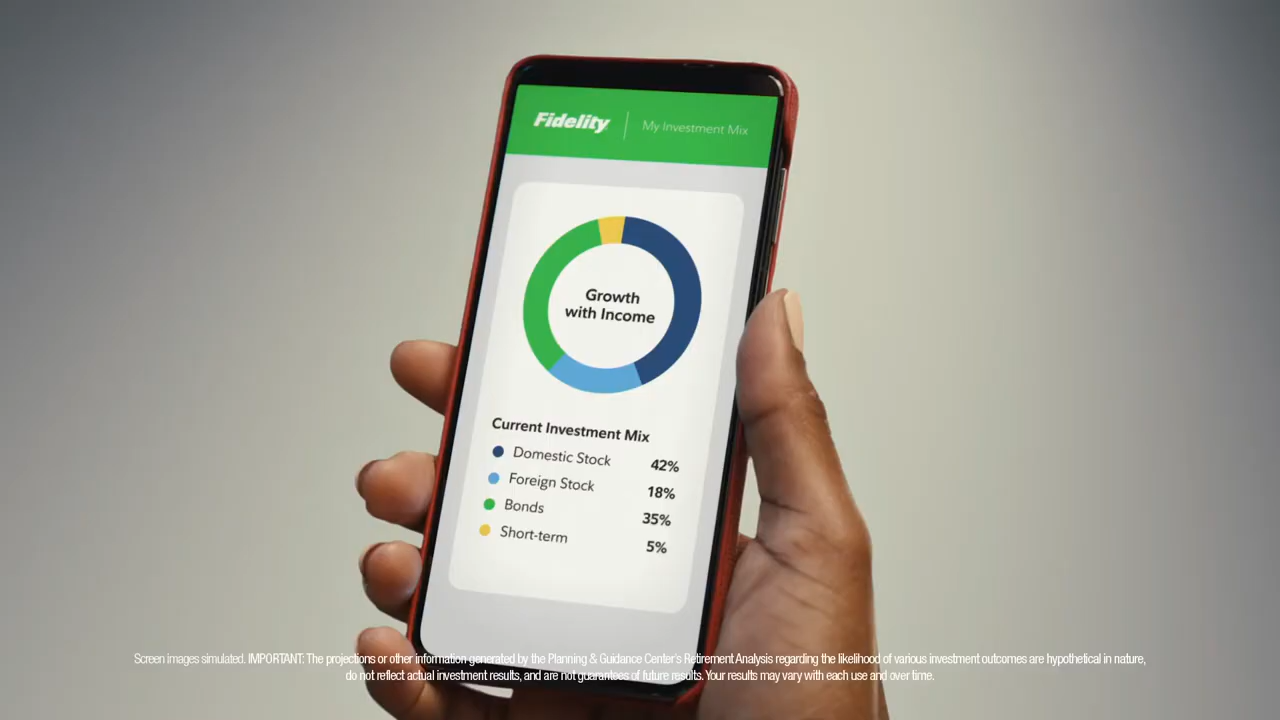 Fidelity
My Investment Mix
Growth
with Income
Current Investment Mix
Domestic Stock 42%
Foreign Stock 18%
Bonds 35%
Short-term 5%
Screen images simulated. IMPORTANT: The projections or other information generated by the Planning & Guidance Center's Retirement Analysis regarding the likelihood of various investment outcomes are hypothetical in nature,
do not reflect actual investment results, and are not guarantees of future results. Your results may vary with each use and over time.